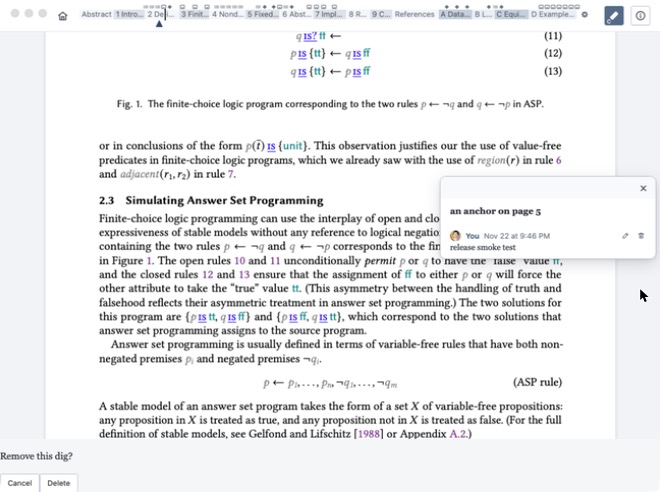 Abstract 1 Intro... 2 De|i... 3 Finit... 4 Nond... 5 Fixed... 6 Abst... 7 Impl... 8 R... 9 C... References A Data... B L... C Equi... D Example...
q is? ff ← (11)
p is {tt} ← q is ff (12)
q is {tt} ← p is ff (13)
Fig. 1. The finite-choice logic program corresponding to the two rules p ← ¬q and q ← ¬p in ASP.
or in conclusions of the form p(t̄) is {unit}. This observation justifies our the use of value-free
predicates in finite-choice logic programs, which we already saw with the use of region(r) in rule 6
and adjacent(r₁, r₂) in rule 7.
2.3 Simulating Answer Set Programming
Finite-choice logic programming can use the interplay of open and clo
expressiveness of stable models without any reference to logical negatio
containing the two rules p ← ¬q and q ← ¬p corresponds to the fin
in Figure 1. The open rules 10 and 11 unconditionally permit p or q to have the "false" value ff,
and the closed rules 12 and 13 ensure that the assignment of ff to either p or q will force the
other attribute to take the "true" value tt. (This asymmetry between the handling of truth and
falsehood reflects their asymmetric treatment in answer set programming.) The two solutions for
this program are {p is tt, q is ff} and {p is ff, q is tt}, which correspond to the two solutions that
answer set programming assigns to the source program.
Answer set programming is usually defined in terms of variable-free rules that have both non-
negated premises pᵢ and negated premises ¬qᵢ.
p ← p₁, ..., pₙ, ¬q₁, ..., ¬qₘ (ASP rule)
A stable model of an answer set program takes the form of a set X of variable-free propositions:
any proposition in X is treated as true, and any proposition not in X is treated as false. (For the full
definition of stable models, see Gelfond and Lifschitz [1988] or Appendix A.2.)
an anchor on page 5
You Nov 22 at 9:46 PM
release smoke test
Remove this dig?
Cancel Delete